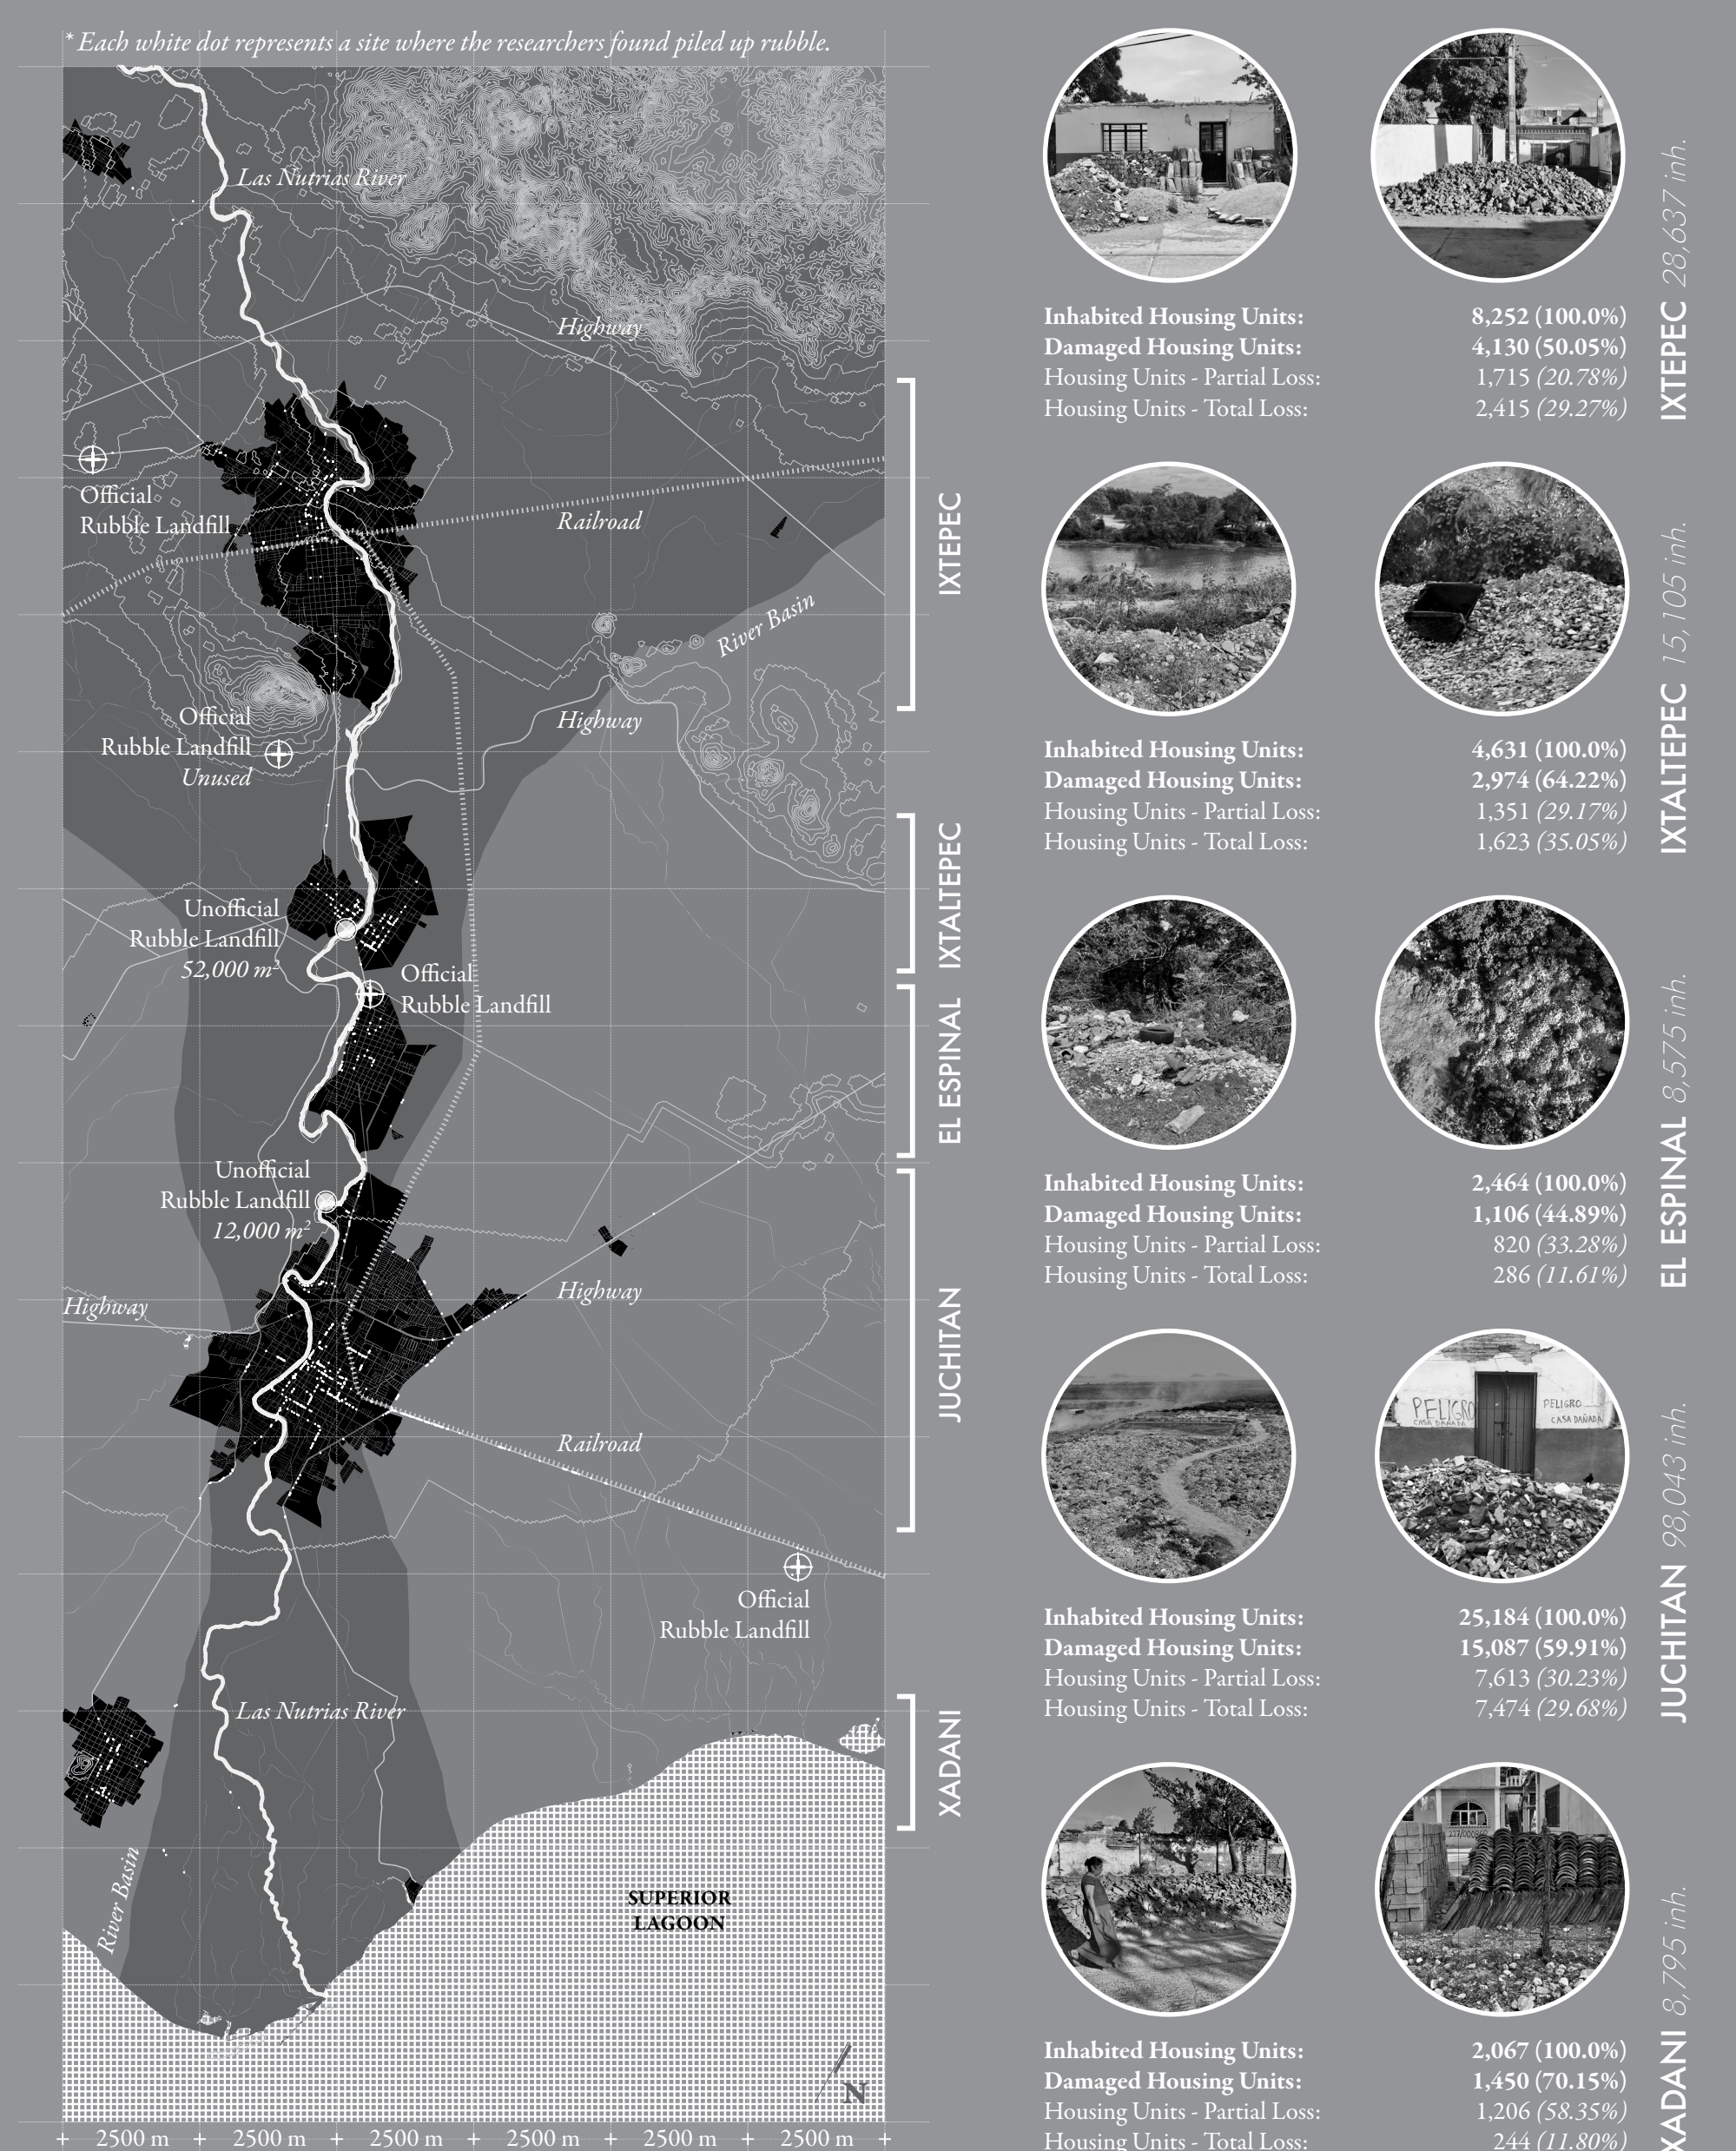 * Each white dot represents a site where the researchers found piled up rubble.
Las Nutrias River
Highway
Official
Rubble Landfill
Railroad
River Basin
Official
Rubble Landfill
Unused
Highway
Unofficial
Rubble Landfill
52,000 m²
Official
Rubble Landfill
Unofficial
Rubble Landfill
12,000 m²
Highway
Highway
Railroad
Official
Rubble Landfill
Las Nutrias River
River Basin
SUPERIOR
LAGOON
N
2500 m 2500 m 2500 m 2500 m 2500 m 2500 m
IXTEPEC
IXTALTEPEC
EL ESPINAL
JUCHITAN
XADANI
Inhabited Housing Units: 8,252 (100.0%)
Damaged Housing Units: 4,130 (50.05%)
Housing Units - Partial Loss: 1,715 (20.78%)
Housing Units - Total Loss: 2,415 (29.27%)
IXTEPEC 28,637 inh.
Inhabited Housing Units: 4,631 (100.0%)
Damaged Housing Units: 2,974 (64.22%)
Housing Units - Partial Loss: 1,351 (29.17%)
Housing Units - Total Loss: 1,623 (35.05%)
IXTALTEPEC 15,105 inh.
Inhabited Housing Units: 2,464 (100.0%)
Damaged Housing Units: 1,106 (44.89%)
Housing Units - Partial Loss: 820 (33.28%)
Housing Units - Total Loss: 286 (11.61%)
EL ESPINAL 8,575 inh.
PELIGRO
CASA DAÑADA
PELIGRO
CASA DAÑADA
Inhabited Housing Units: 25,184 (100.0%)
Damaged Housing Units: 15,087 (59.91%)
Housing Units - Partial Loss: 7,613 (30.23%)
Housing Units - Total Loss: 7,474 (29.68%)
JUCHITAN 98,043 inh.
Inhabited Housing Units: 2,067 (100.0%)
Damaged Housing Units: 1,450 (70.15%)
Housing Units - Partial Loss: 1,206 (58.35%)
Housing Units - Total Loss: 244 (11.80%)
XADANI 8,795 inh.